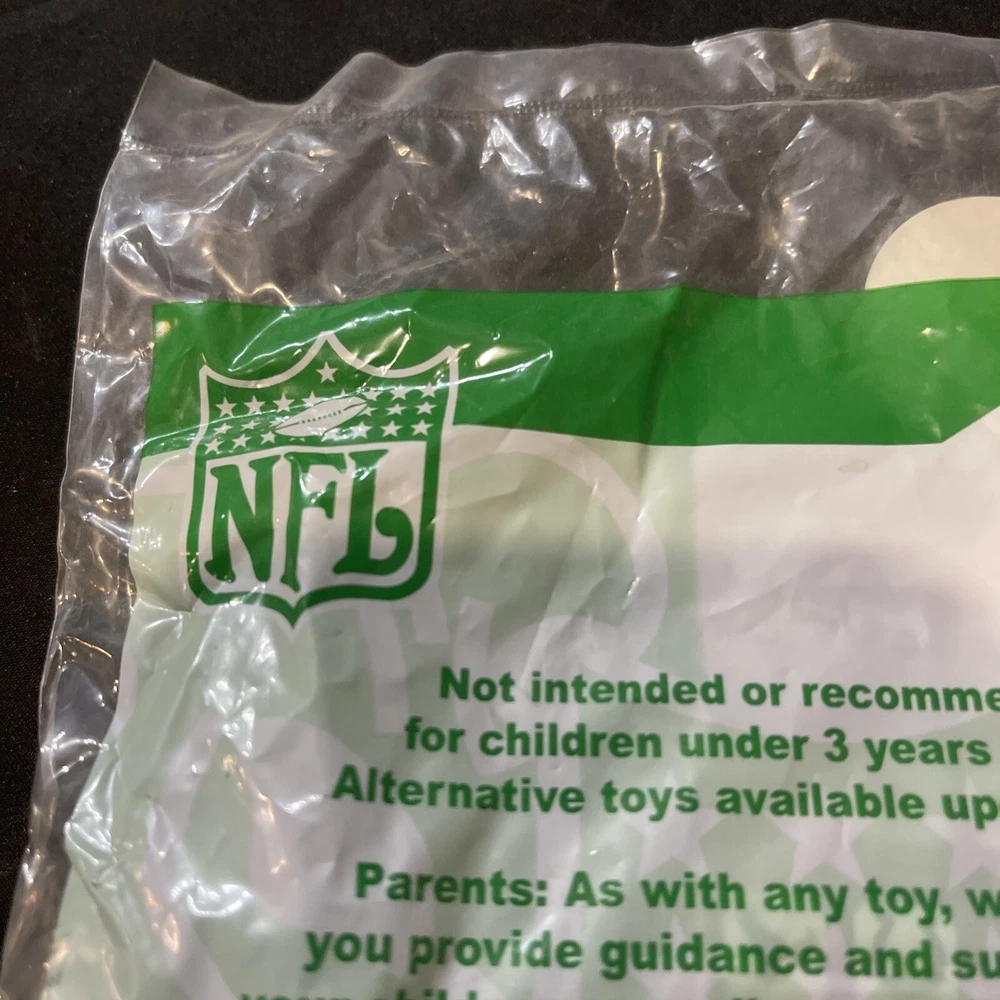 NFL
Not intended or recomme
for children under 3 years
Alternative toys available up
Parents: As with any toy, w
you provide guidance and su